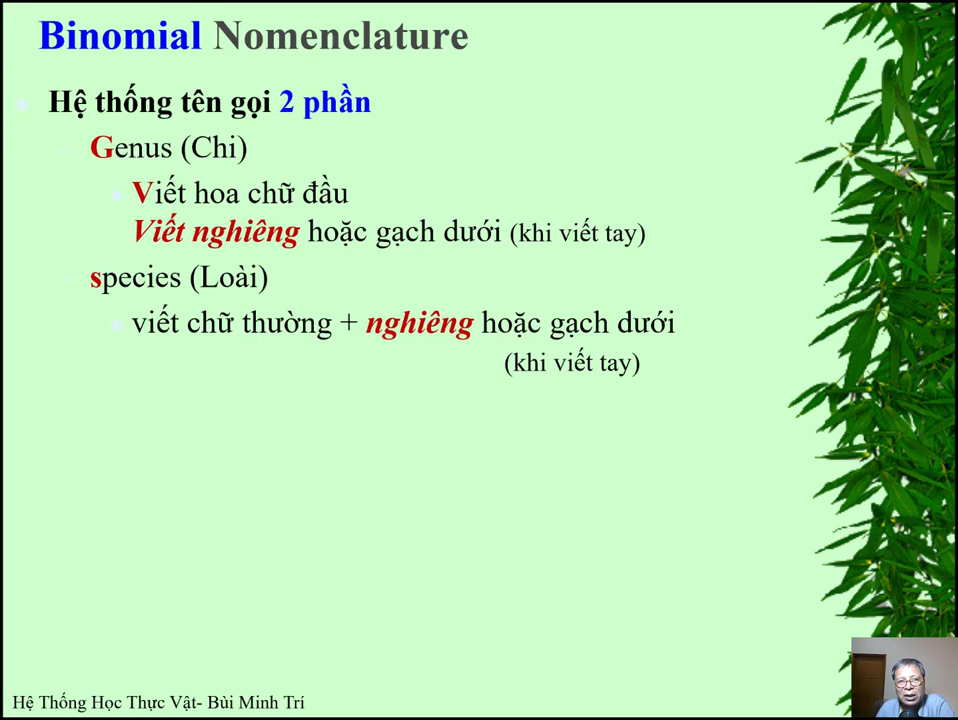 Binomial Nomenclature
Hệ thống tên gọi 2 phần
Genus (Chi)
Viết hoa chữ đầu
Viết nghiêng hoặc gạch dưới (khi viết tay)
species (Loài)
viết chữ thường + nghiêng hoặc gạch dưới
(khi viết tay)
Hệ Thống Học Thực Vật- Bùi Minh Trí